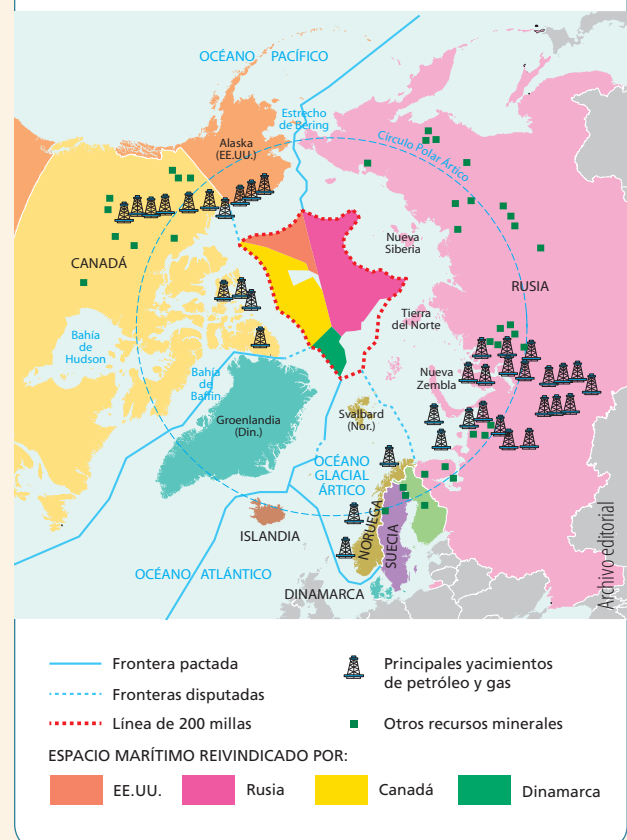 OCÉANO PACÍFICO
Estrecho
de Bering
Alaska
(EE.UU.)
Círculo Polar Ártico
CANADÁ
Nueva
Siberia
RUSIA
Tierra
del Norte
Bahía
de
Hudson
Bahía
de
Baffin
Nueva
Zembla
Groenlandia
(Din.)
Svalbard
(Nor.)
OCÉANO
GLACIAL
ÁRTICO
ISLANDIA
NORUEGA
SUECIA
OCÉANO ATLÁNTICO
DINAMARCA
Archivo editorial
Frontera pactada
Fronteras disputadas
Línea de 200 millas
Principales yacimientos
de petróleo y gas
Otros recursos minerales
ESPACIO MARÍTIMO REIVINDICADO POR:
EE.UU.
Rusia
Canadá
Dinamarca